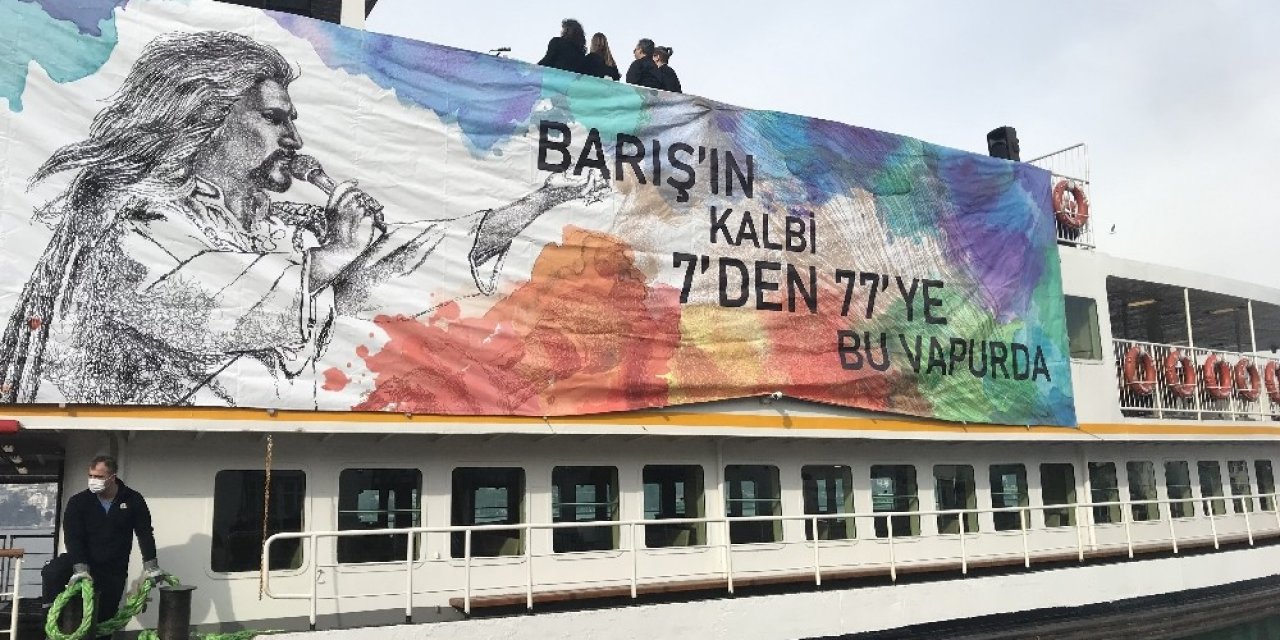 BARIŞ'IN
KALBİ
7'DEN 77'YE
BU VAPURDA